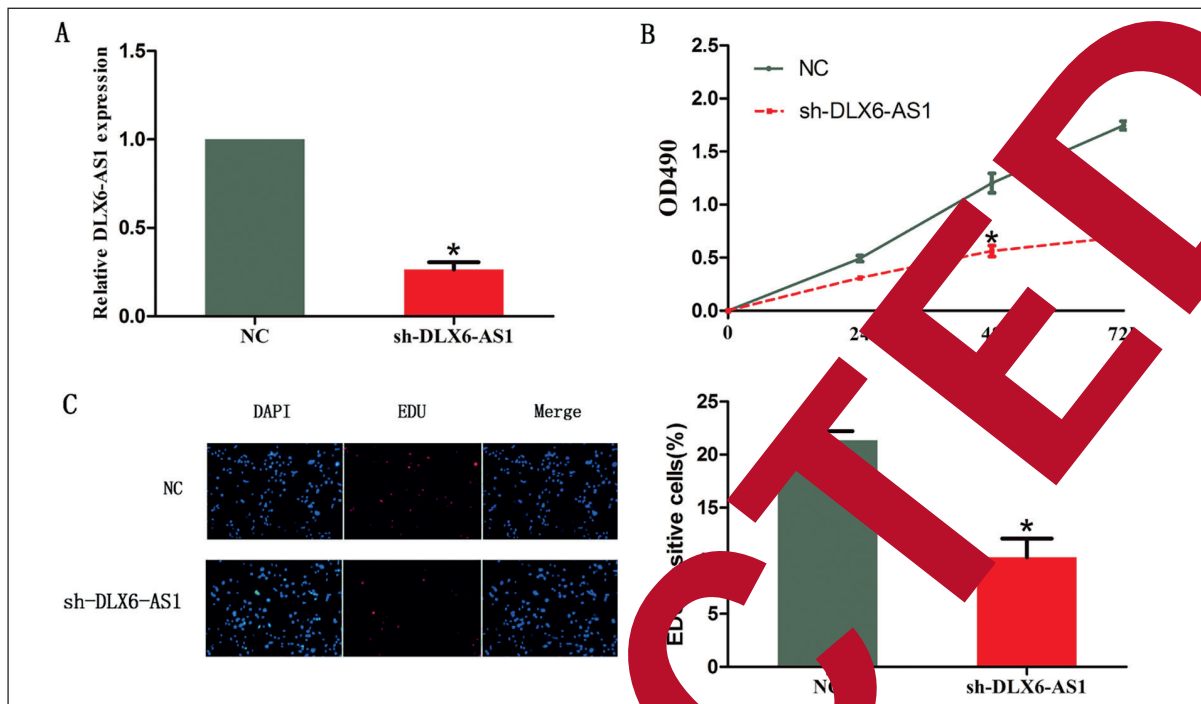 A
Relative DLX6-AS1 expression
1.5
1.0
0.5
0.0
NC
sh-DLX6-AS1
*
B
NC
sh-DLX6-AS1
OD490
2.5
2.0
1.5
1.0
0.5
0.0
*
0
C
DAPI
EDU
Merge
NC
sh-DLX6-AS1
cells(%)
25
20
15
5
0
*
sh-DLX6-AS1
CTED